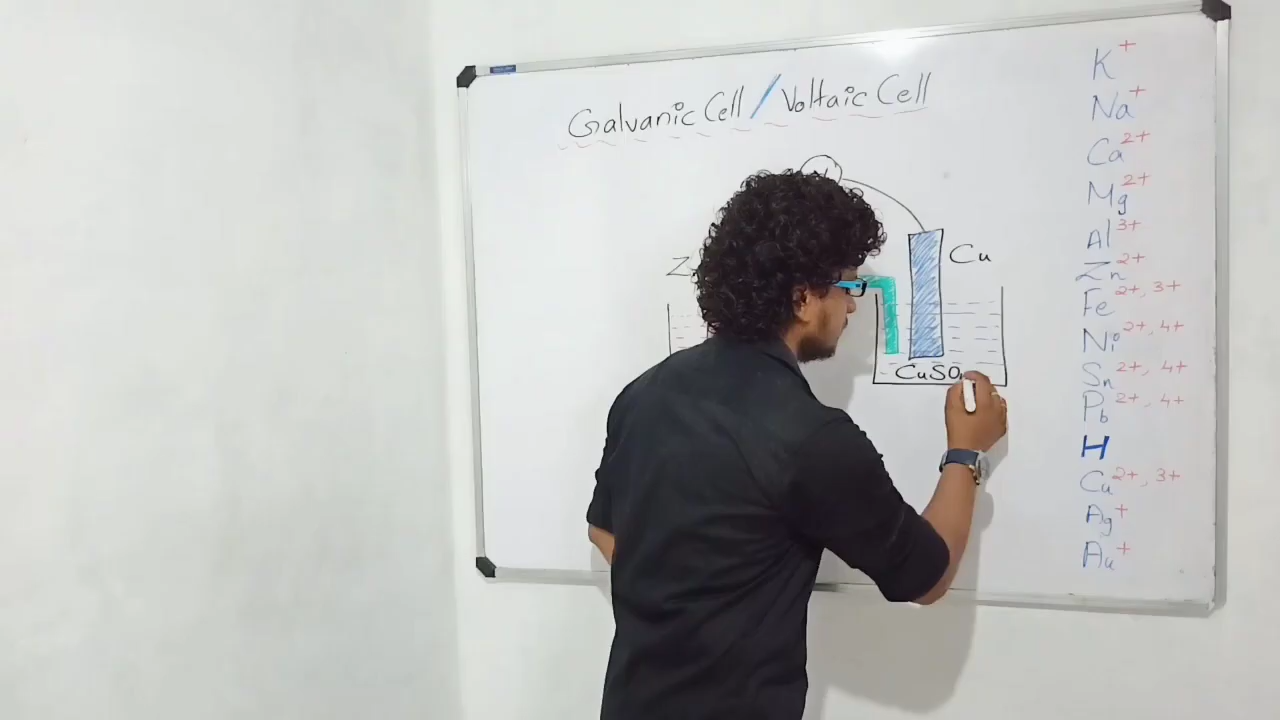 Galvanic Cell / Voltaic Cell
Cu
CuSO
K+
Na+
Ca2+
Mg2+
Al3+
Zn2+
Fe2+, 3+
Ni2+, 4+
Sn2+, 4+
Pb2+, 4+
H
Cu2+, 3+
Ag+
Au+